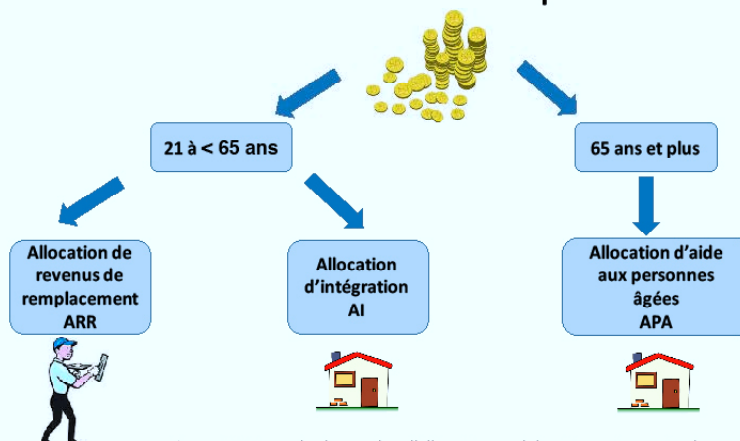 21 à < 65 ans
65 ans et plus
Allocation de
revenus de
remplacement
ARR
Allocation
d'intégration
AI
Allocation d'aide
aux personnes
âgées
APA